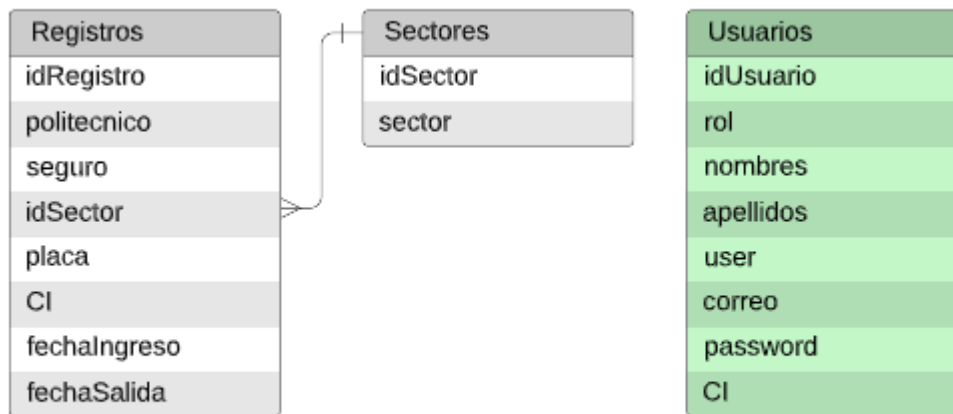 Registros
idRegistro
politecnico
seguro
idSector
placa
CI
fechaIngreso
fechaSalida
Sectores
idSector
sector
Usuarios
idUsuario
rol
nombres
apellidos
user
correo
password
CI